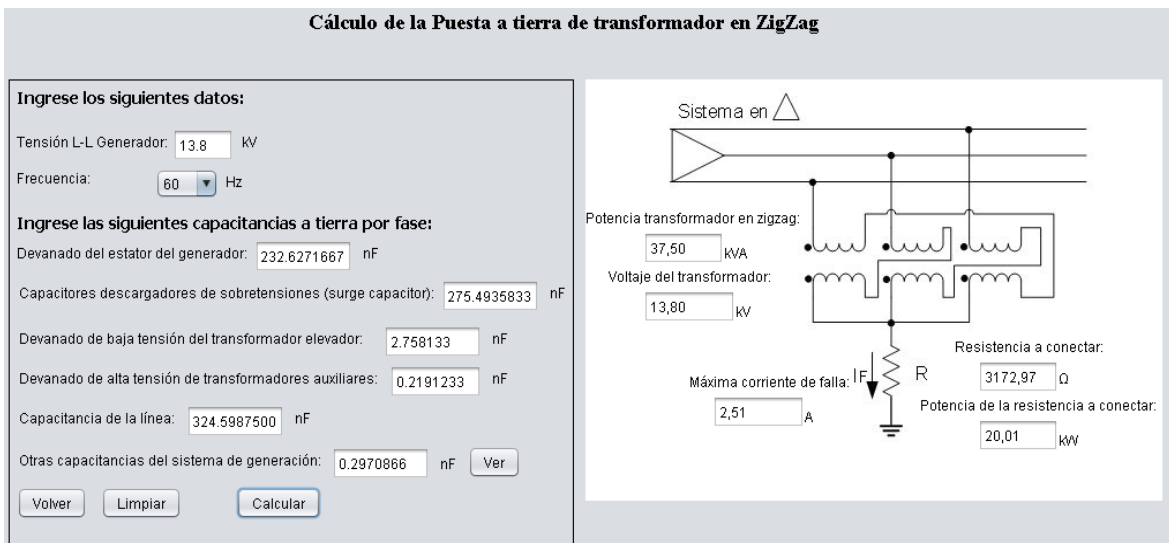 Cálculo de la Puesta a tierra de transformador en ZigZag
Ingrese los siguientes datos:
Tensión L-L Generador: 13.8 kV
Frecuencia: 60 Hz
Ingrese las siguientes capacitancias a tierra por fase:
Devanado del estator del generador: 232.6271667 nF
Capacitores descargadores de sobretensiones (surge capacitor): 275.4935833 nF
Devanado de baja tensión del transformador elevador: 2.758133 nF
Devanado de alta tensión de transformadores auxiliares: 0.2191233 nF
Capacitancia de la línea: 324.5987500 nF
Otras capacitancias del sistema de generación: 0.2970866 nF Ver
Volver Limpiar Calcular
Sistema en △
Potencia transformador en zigzag:
37,50 kVA
Voltaje del transformador:
13,80 kV
Máxima corriente de falla: IF
2,51 A
R
Resistencia a conectar:
3172,97 Ω
Potencia de la resistencia a conectar:
20,01 kW